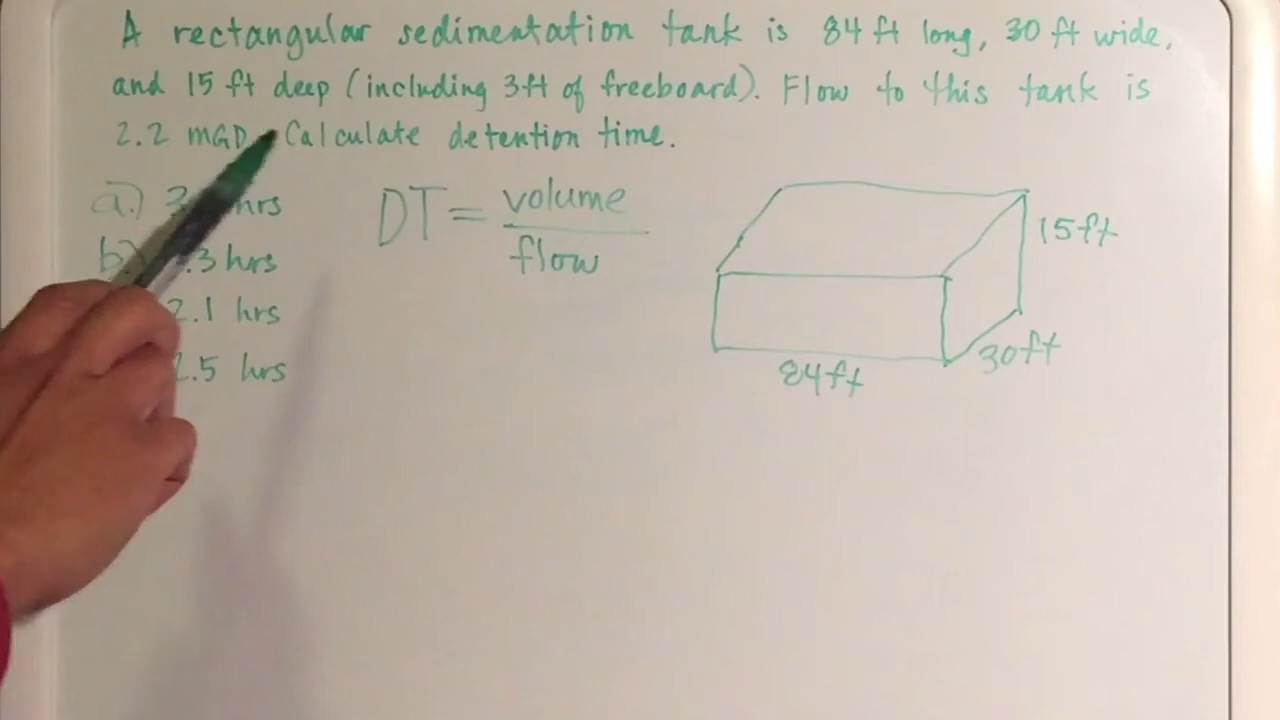 A rectangular sedimentation tank is 84 ft long, 30 ft wide,
and 15 ft deep (including 3ft of freeboard). Flow to this tank is
2.2 MGD. Calculate detention time.
a.) hrs
b.) .3 hrs
2.1 hrs
.5 hrs
DT = volume
flow
15ft
30ft
84ft